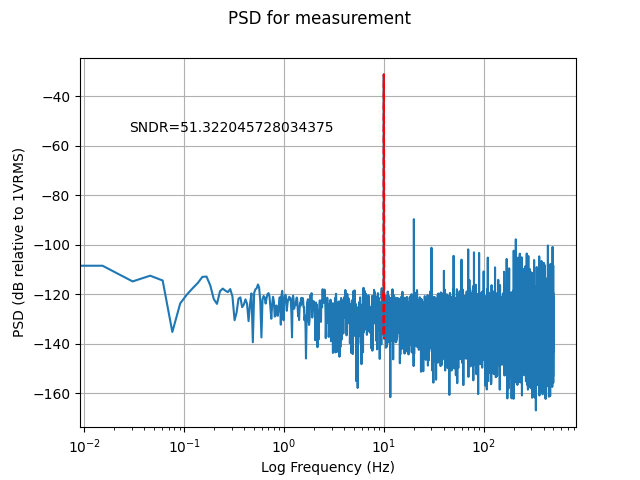 PSD for measurement
SNDR=51.322045728034375
PSD (dB relative to 1VRMS)
−40
−60
−80
−100
−120
−140
−160
10⁻² 10⁻¹ 10⁰ 10¹ 10²
Log Frequency (Hz)